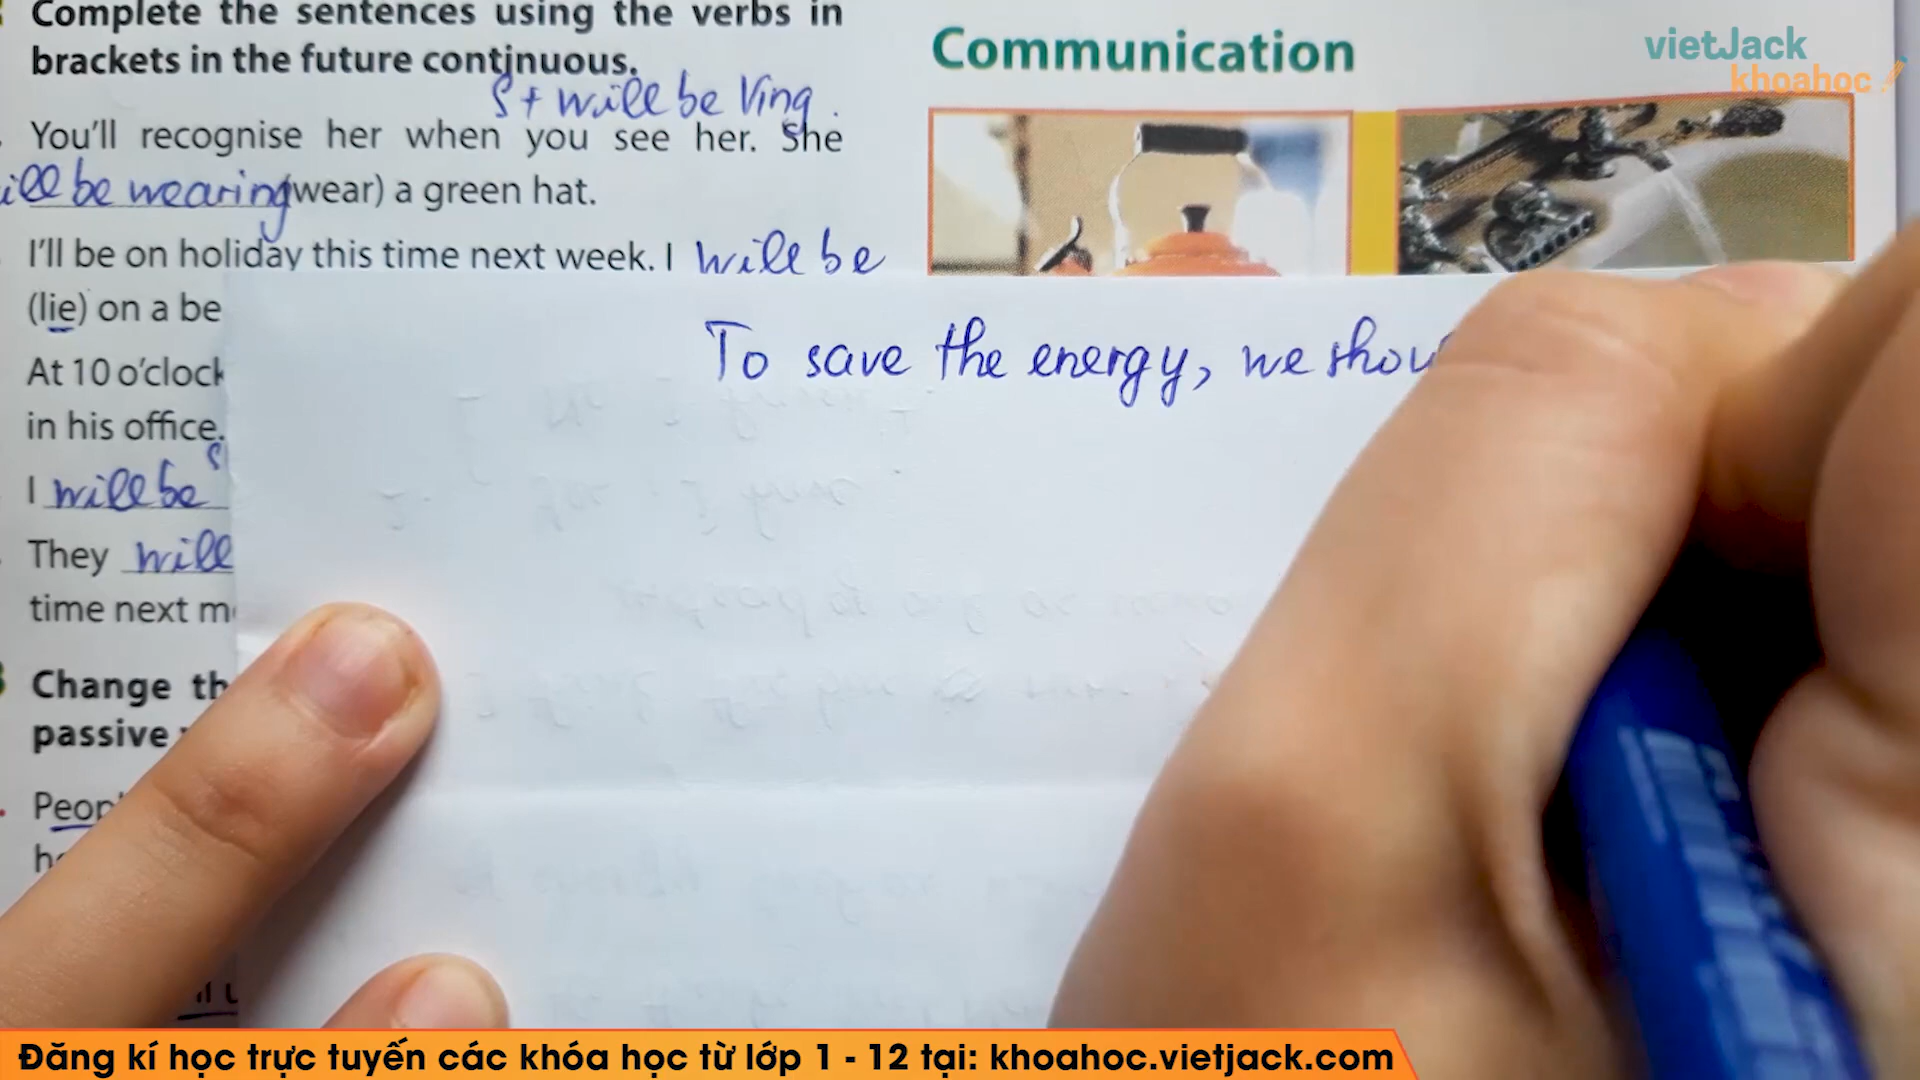 Complete the sentences using the verbs in
brackets in the future continuous.
S + will be Ving.
You'll recognise her when you see her. She
will be wearing (wear) a green hat.
I'll be on holiday this time next week. I will be
(lie) on a be
At 10 o'clock
in his office.
I will be
They will
time next m
Change th
passive
Peop
Communication
vietJack
khoahoc
To save the energy, we shou
Đăng kí học trực tuyến các khóa học từ lớp 1 - 12 tại: khoahoc.vietjack.com